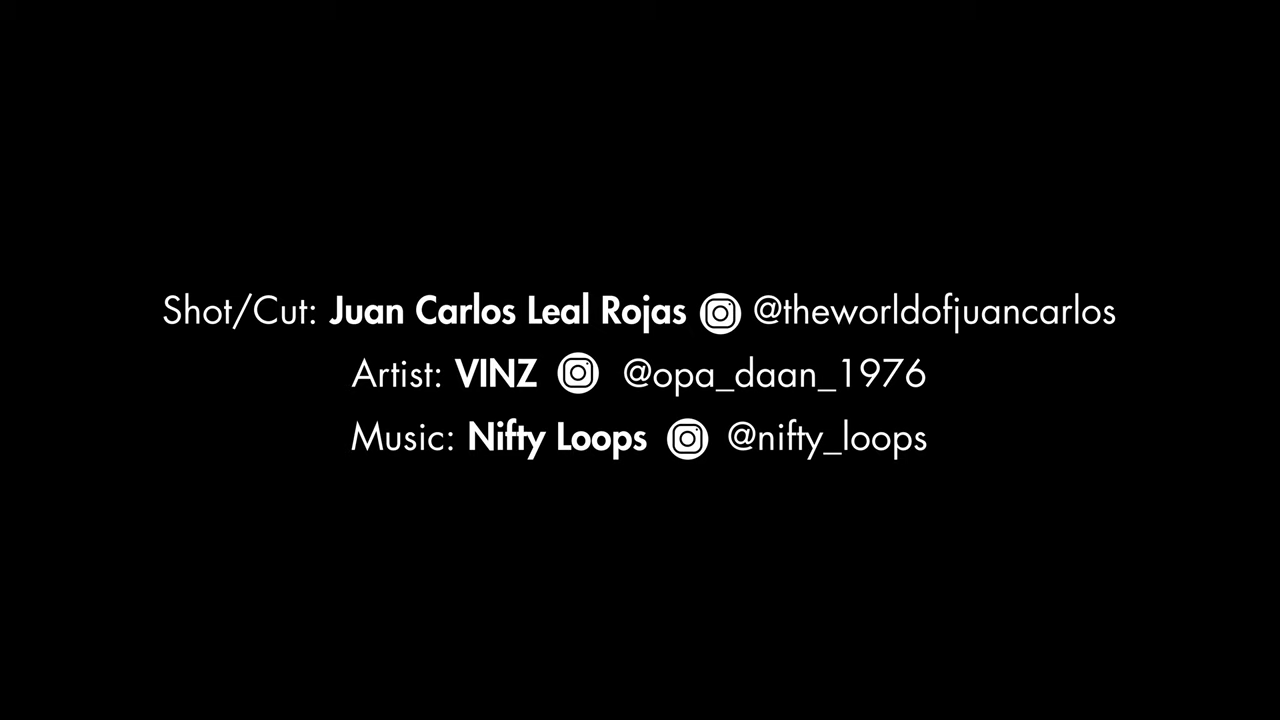 Shot/Cut: Juan Carlos Leal Rojas @theworldofjuancarlos
Artist: VINZ @opa_daan_1976
Music: Nifty Loops @nifty_loops